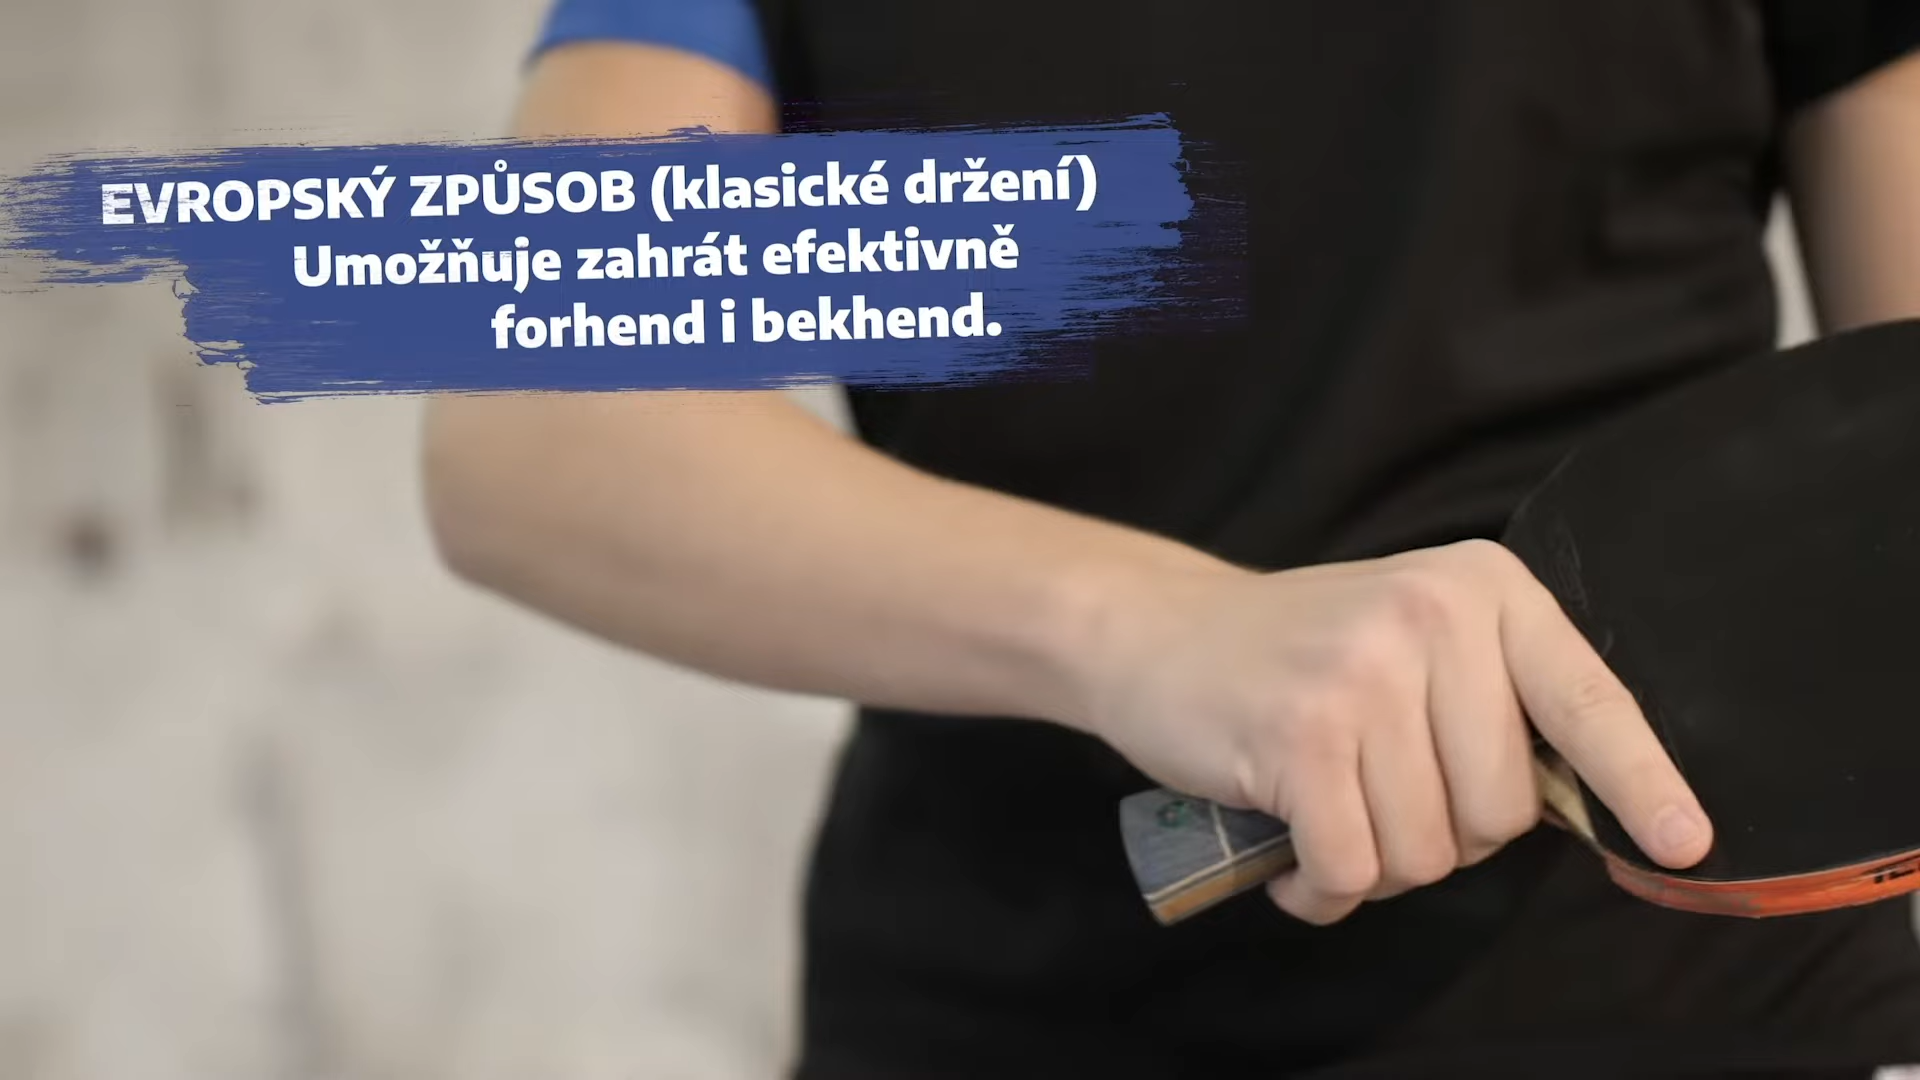 EVROPSKÝ ZPŮSOB (klasické držení)
Umožňuje zahrát efektivně
forhend i bekhend.